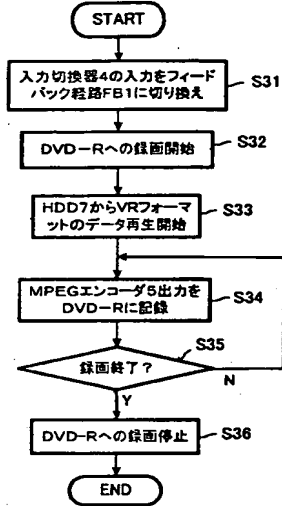 START
入力切換器4の入力をフィード
バック経路FB1に切り換え
S31
DVD-Rへの録画開始
S32
HDD7からVRフォーマ
ットのデータ再生開始
S33
MPEGエンコーダ5出力を
DVD-Rに記録
S34
録画終了?
S35
N
Y
DVD-Rへの録画停止
S36
END